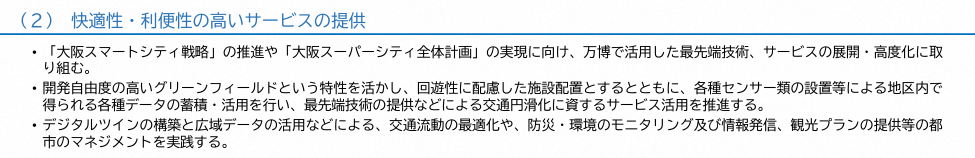 （２） 快適性・利便性の高いサービスの提供
• 「大阪スマートシティ戦略」の推進や「大阪スーパーシティ全体計画」の実現に向け、万博で活用した最先端技術、サービスの展開・高度化に取
り組む。
• 開発自由度の高いグリーンフィールドという特性を活かし、回遊性に配慮した施設配置とするとともに、各種センサー類の設置等による地区内で
得られる各種データの蓄積・活用を行い、最先端技術の提供などによる交通円滑化に資するサービス活用を推進する。
• デジタルツインの構築と広域データの活用などによる、交通流動の最適化や、防災・環境のモニタリング及び情報発信、観光プランの提供等の都
市のマネジメントを実践する。